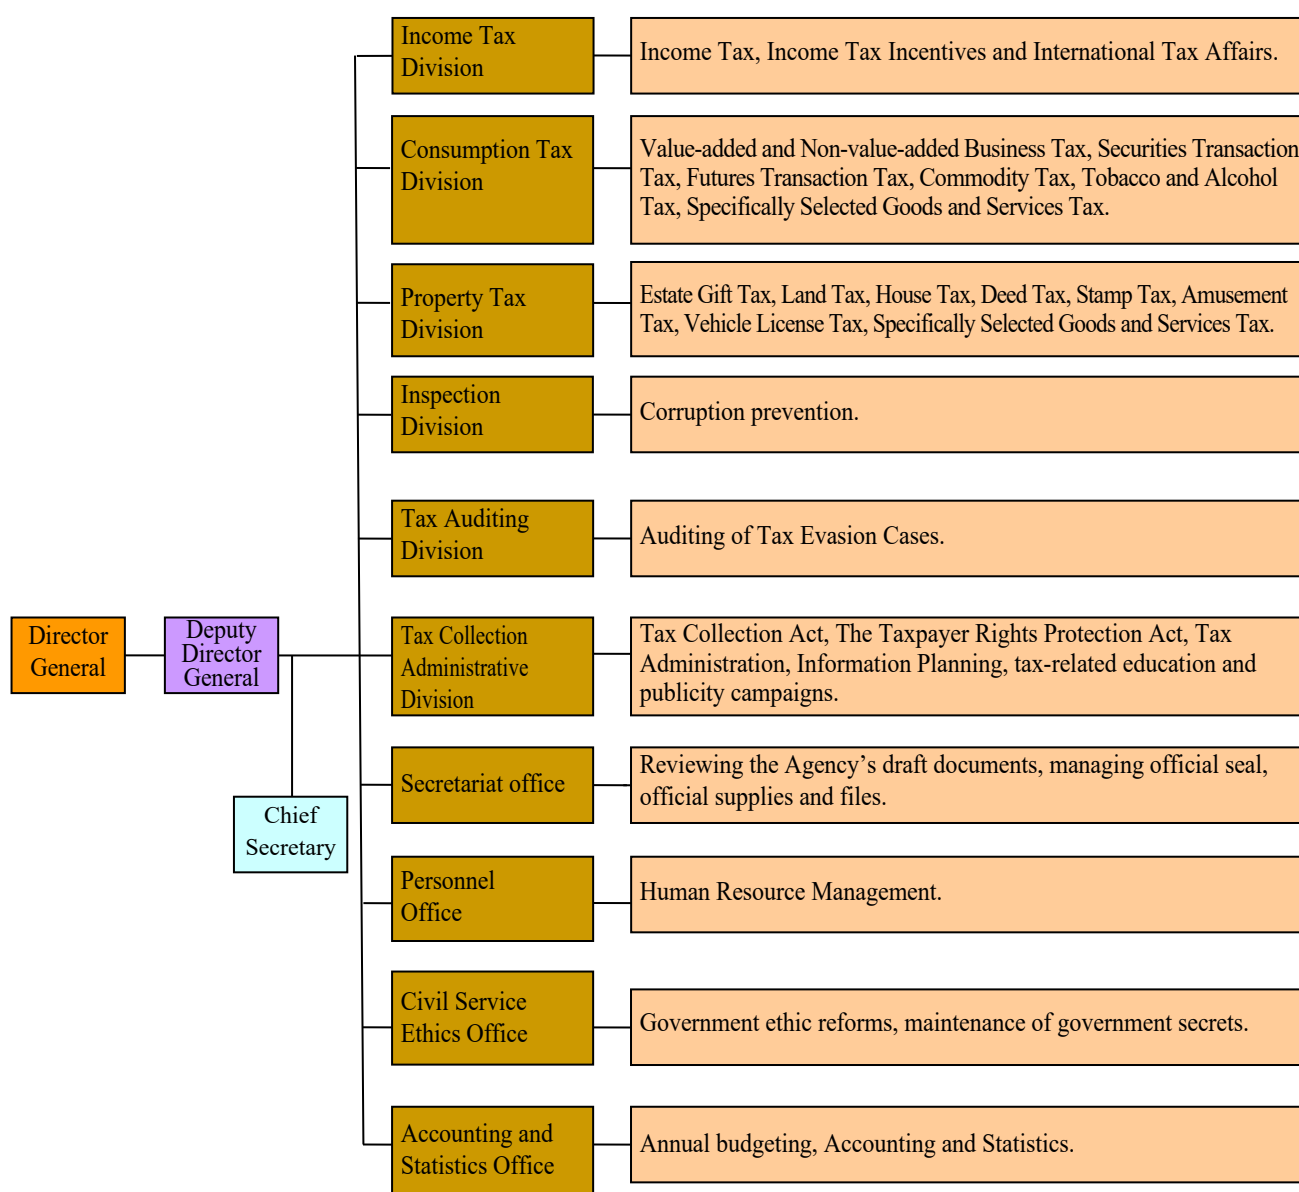 Income Tax
Division
Income Tax, Income Tax Incentives and International Tax Affairs.
Consumption Tax
Division
Value-added and Non-value-added Business Tax, Securities Transaction
Tax, Futures Transaction Tax, Commodity Tax, Tobacco and Alcohol
Tax, Specifically Selected Goods and Services Tax.
Property Tax
Division
Estate Gift Tax, Land Tax, House Tax, Deed Tax, Stamp Tax, Amusement
Tax, Vehicle License Tax, Specifically Selected Goods and Services Tax.
Inspection
Division
Corruption prevention.
Tax Auditing
Division
Auditing of Tax Evasion Cases.
Director
General
Deputy
Director
General
Tax Collection
Administrative
Division
Tax Collection Act, The Taxpayer Rights Protection Act, Tax
Administration, Information Planning, tax-related education and
publicity campaigns.
Chief
Secretary
Secretariat office
Reviewing the Agency’s draft documents, managing official seal,
official supplies and files.
Personnel
Office
Human Resource Management.
Civil Service
Ethics Office
Government ethic reforms, maintenance of government secrets.
Accounting and
Statistics Office
Annual budgeting, Accounting and Statistics.